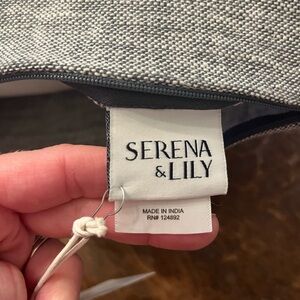 SERENA
& LILY
MADE IN INDIA
RN# 124892